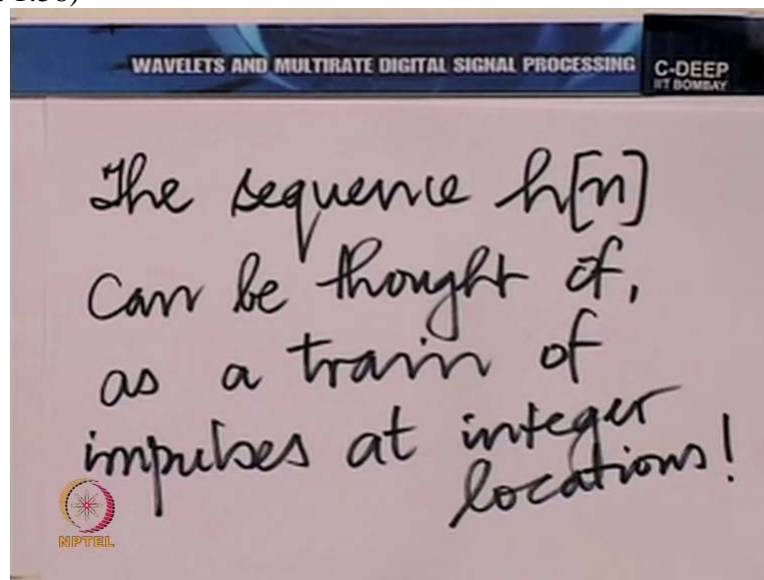 WAVELETS AND MULTIRATE DIGITAL SIGNAL PROCESSING
C-DEEP
IIT BOMBAY
The sequence h[n]
can be thought of,
as a train of
impulses at integer
locations!
NPTEL